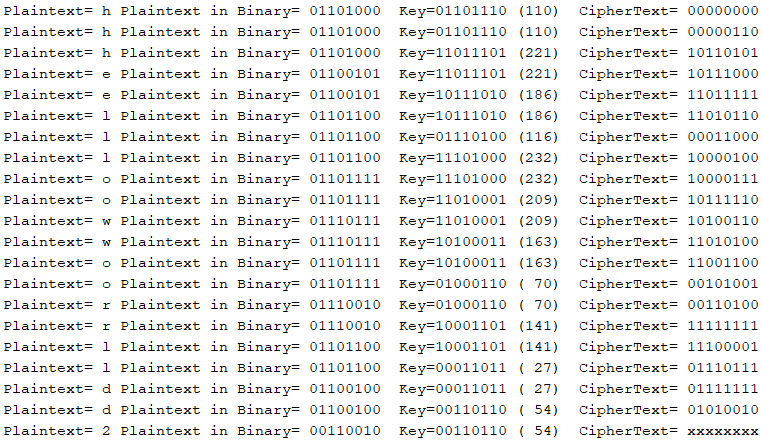 Plaintext= h Plaintext in Binary= 01101000  Key=01101110 (110)  CipherText= 00000000
Plaintext= h Plaintext in Binary= 01101000  Key=01101110 (110)  CipherText= 00000110
Plaintext= h Plaintext in Binary= 01101000  Key=11011101 (221)  CipherText= 10110101
Plaintext= e Plaintext in Binary= 01100101  Key=11011101 (221)  CipherText= 10111000
Plaintext= e Plaintext in Binary= 01100101  Key=10111010 (186)  CipherText= 11011111
Plaintext= l Plaintext in Binary= 01101100  Key=10111010 (186)  CipherText= 11010110
Plaintext= l Plaintext in Binary= 01101100  Key=01110100 (116)  CipherText= 00011000
Plaintext= l Plaintext in Binary= 01101100  Key=11101000 (232)  CipherText= 10000100
Plaintext= o Plaintext in Binary= 01101111  Key=11101000 (232)  CipherText= 10000111
Plaintext= o Plaintext in Binary= 01101111  Key=11010001 (209)  CipherText= 10111110
Plaintext= w Plaintext in Binary= 01110111  Key=11010001 (209)  CipherText= 10100110
Plaintext= w Plaintext in Binary= 01110111  Key=10100011 (163)  CipherText= 11010100
Plaintext= o Plaintext in Binary= 01101111  Key=10100011 (163)  CipherText= 11001100
Plaintext= o Plaintext in Binary= 01101111  Key=01000110 ( 70)  CipherText= 00101001
Plaintext= r Plaintext in Binary= 01110010  Key=01000110 ( 70)  CipherText= 00110100
Plaintext= r Plaintext in Binary= 01110010  Key=10001101 (141)  CipherText= 11111111
Plaintext= l Plaintext in Binary= 01101100  Key=10001101 (141)  CipherText= 11100001
Plaintext= l Plaintext in Binary= 01101100  Key=00011011 ( 27)  CipherText= 01110111
Plaintext= d Plaintext in Binary= 01100100  Key=00011011 ( 27)  CipherText= 01111111
Plaintext= d Plaintext in Binary= 01100100  Key=00110110 ( 54)  CipherText= 01010010
Plaintext= 2 Plaintext in Binary= 00110010  Key=00110110 ( 54)  CipherText= xxxxxxxx